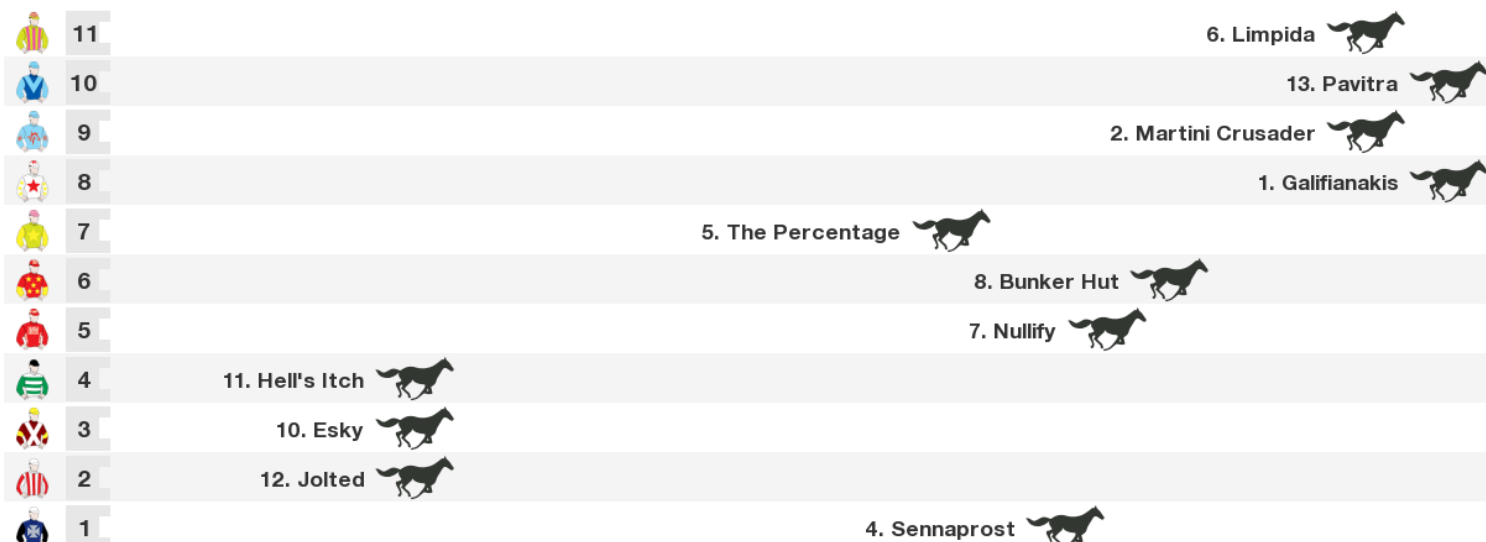 11 6. Limpida
10 13. Pavitra
9 2. Martini Crusader
8 1. Galifianakis
7 5. The Percentage
6 8. Bunker Hut
5 7. Nullify
4 11. Hell's Itch
3 10. Esky
2 12. Jolted
1 4. Sennaprost